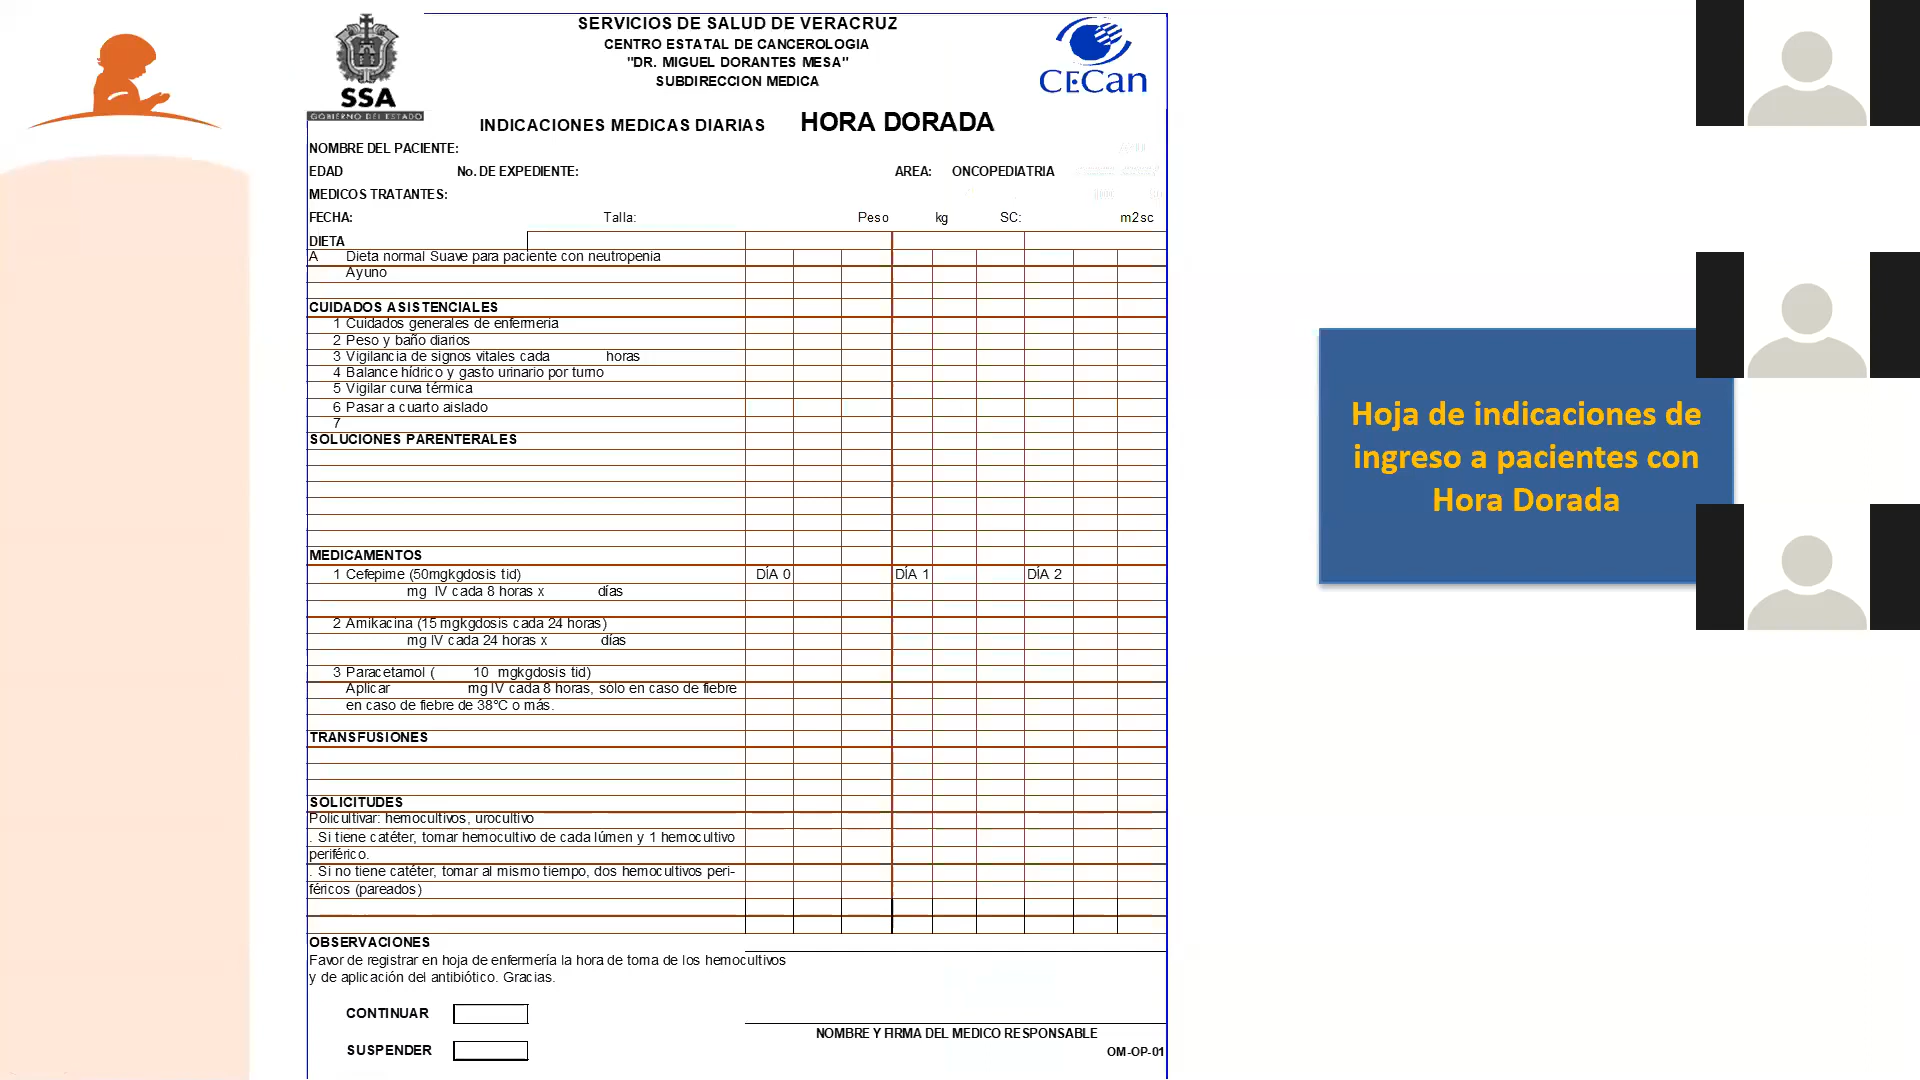 SERVICIOS DE SALUD DE VERACRUZ
CENTRO ESTATAL DE CANCEROLOGIA
"DR. MIGUEL DORANTES MESA"
SUBDIRECCION MEDICA
SSA
GOBIERNO DEL ESTADO
CECan
INDICACIONES MEDICAS DIARIAS HORA DORADA
NOMBRE DEL PACIENTE:
EDAD No. DE EXPEDIENTE: AREA: ONCOPEDIATRIA
MEDICOS TRATANTES:
FECHA: Talla: Peso kg SC: m2sc
DIETA
A Dieta normal Suave para paciente con neutropenia
Ayuno
CUIDADOS ASISTENCIALES
1 Cuidados generales de enfermería
2 Peso y baño diarios
3 Vigilancia de signos vitales cada horas
4 Balance hídrico y gasto urinario por turno
5 Vigilar curva térmica
6 Pasar a cuarto aislado
7
SOLUCIONES PARENTERALES
MEDICAMENTOS
1 Cefepime (50mgkgdosis tid) DÍA 0 DÍA 1 DÍA 2
mg IV cada 8 horas x días
2 Amikacina (15 mgkgdosis cada 24 horas)
mg IV cada 24 horas x días
3 Paracetamol ( 10 mgkgdosis tid)
Aplicar mg IV cada 8 horas, sólo en caso de fiebre
en caso de fiebre de 38°C o más.
TRANSFUSIONES
SOLICITUDES
Policultivar: hemocultivos, urocultivo
. Si tiene catéter, tomar hemocultivo de cada lúmen y 1 hemocultivo
periférico.
. Si no tiene catéter, tomar al mismo tiempo, dos hemocultivos peri-
féricos (pareados)
OBSERVACIONES
Favor de registrar en hoja de enfermería la hora de toma de los hemocultivos
y de aplicación del antibiótico. Gracias.
CONTINUAR
SUSPENDER
NOMBRE Y FIRMA DEL MEDICO RESPONSABLE
OM-OP-01
Hoja de indicaciones de
ingreso a pacientes con
Hora Dorada